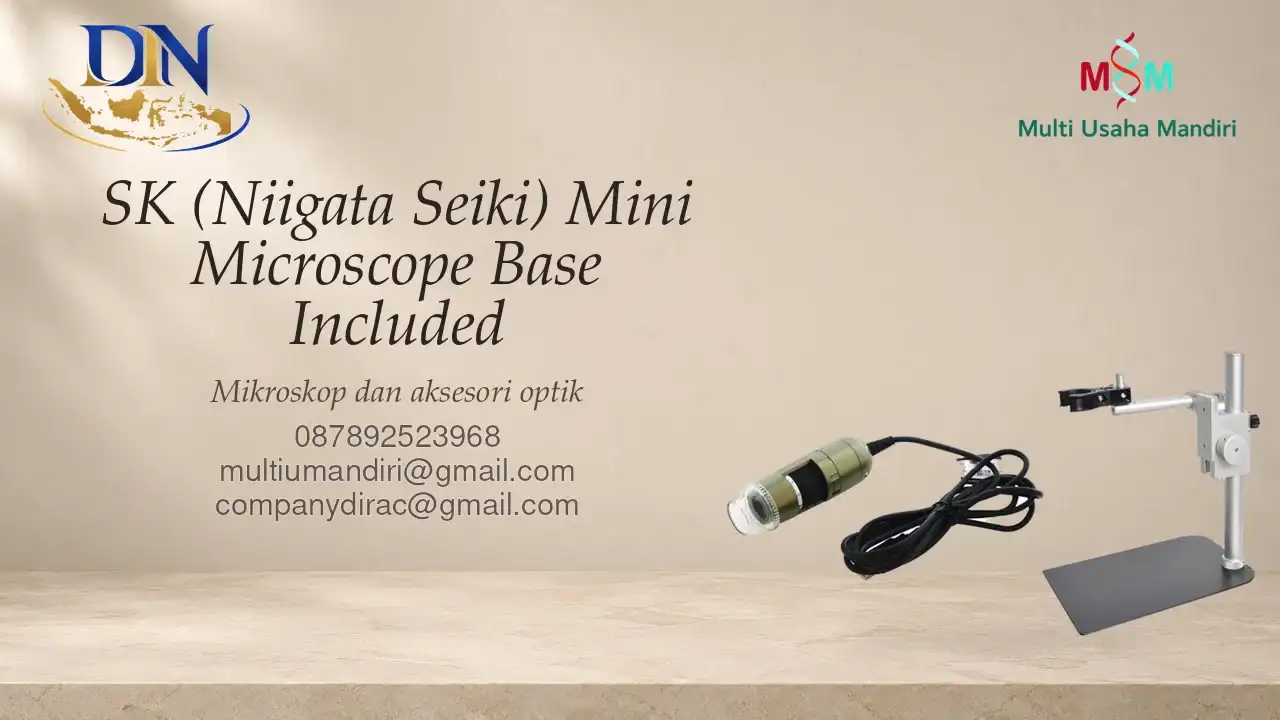 DN
MSM
Multi Usaha Mandiri
SK (Niigata Seiki) Mini
Microscope Base
Included
Mikroskop dan aksesori optik
087892523968
multiumandiri@gmail.com
companydirac@gmail.com